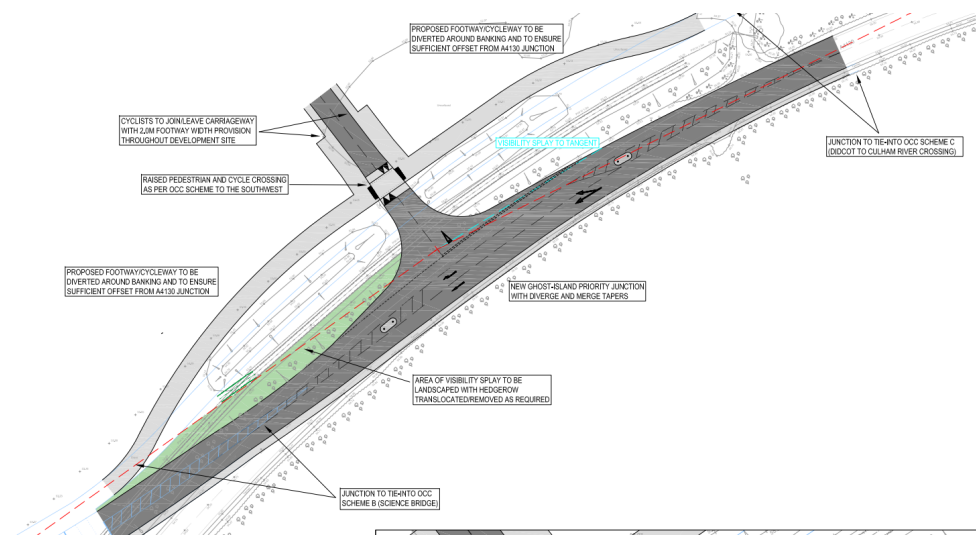 PROPOSED FOOTWAY/CYCLEWAY TO BE
DIVERTED AROUND BANKING AND TO ENSURE
SUFFICIENT OFFSET FROM A4130 JUNCTION
CYCLISTS TO JOIN/LEAVE CARRIAGEWAY
WITH 2.0M FOOTWAY WIDTH PROVISION
THROUGHOUT DEVELOPMENT SITE
VISIBILITY SPLAY TO TANGENT
JUNCTION TO TIE-INTO OCC SCHEME C
(DIDCOT TO CULHAM RIVER CROSSING)
RAISED PEDESTRIAN AND CYCLE CROSSING
AS PER OCC SCHEME TO THE SOUTHWEST
PROPOSED FOOTWAY/CYCLEWAY TO BE
DIVERTED AROUND BANKING AND TO ENSURE
SUFFICIENT OFFSET FROM A4130 JUNCTION
NEW GHOST-ISLAND PRIORITY JUNCTION
WITH DIVERGE AND MERGE TAPERS
AREA OF VISIBILITY SPLAY TO BE
LANDSCAPED WITH HEDGEROW
TRANSLOCATED/REMOVED AS REQUIRED
JUNCTION TO TIE-INTO OCC
SCHEME B (SCIENCE BRIDGE)